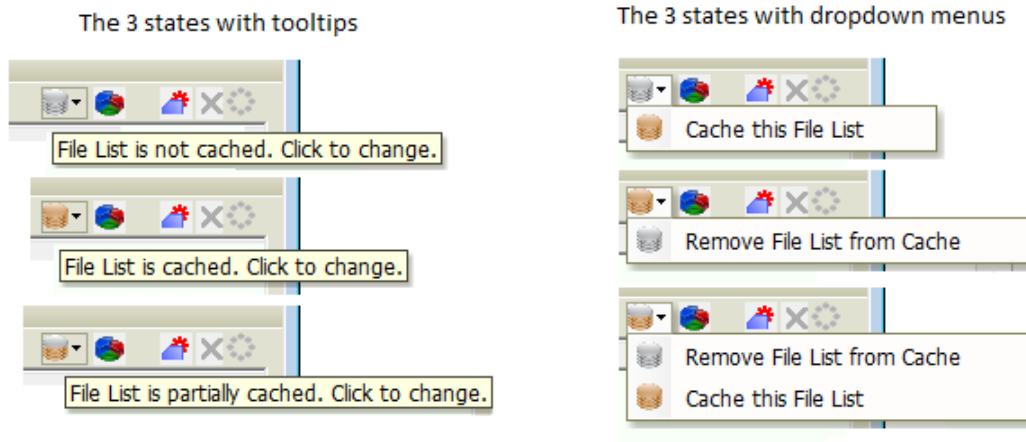 The 3 states with tooltips
File List is not cached. Click to change.
File List is cached. Click to change.
File List is partially cached. Click to change.
The 3 states with dropdown menus
Cache this File List
Remove File List from Cache
Remove File List from Cache
Cache this File List